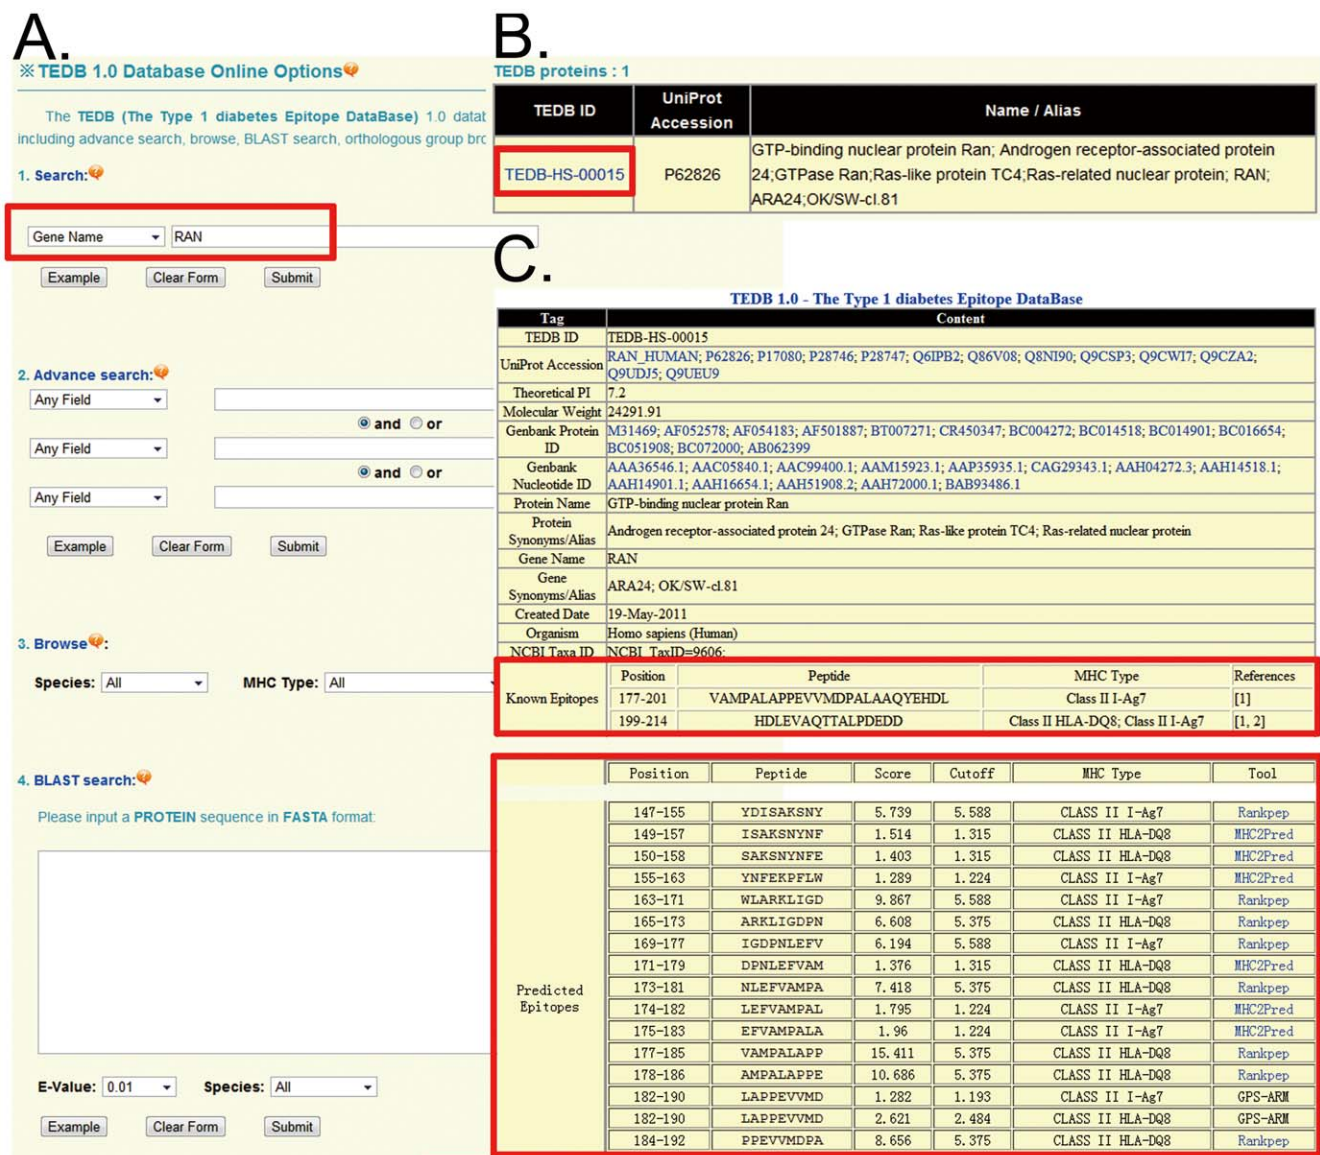 A.
※ TEDB 1.0 Database Online Options
The TEDB (The Type 1 diabetes Epitope DataBase) 1.0 datab
including advance search, browse, BLAST search, orthologous group brc
1. Search:
Gene Name RAN
Example Clear Form Submit
2. Advance search:
Any Field
and or
Any Field
and or
Any Field
Example Clear Form Submit
3. Browse:
Species: All MHC Type: All
4. BLAST search:
Please input a PROTEIN sequence in FASTA format:
E-Value: 0.01 Species: All
Example Clear Form Submit
B.
TEDB proteins : 1
TEDB ID UniProt Accession Name / Alias
TEDB-HS-00015 P62826 GTP-binding nuclear protein Ran; Androgen receptor-associated protein
24;GTPase Ran;Ras-like protein TC4;Ras-related nuclear protein; RAN;
ARA24;OK/SW-cl.81
C.
TEDB 1.0 - The Type 1 diabetes Epitope DataBase
Tag Content
TEDB ID TEDB-HS-00015
UniProt Accession RAN_HUMAN; P62826; P17080; P28746; P28747; Q6IPB2; Q86V08; Q8NI90; Q9CSP3; Q9CWI7; Q9CZA2;
Q9UDJ5; Q9UEU9
Theoretical PI 7.2
Molecular Weight 24291.91
Genbank Protein ID M31469; AF052578; AF054183; AF501887; BT007271; CR450347; BC004272; BC014518; BC014901; BC016654;
BC051908; BC072000; AB062399
Genbank Nucleotide ID AAA36546.1; AAC05840.1; AAC99400.1; AAM15923.1; AAP35935.1; CAG29343.1; AAH04272.3; AAH14518.1;
AAH14901.1; AAH16654.1; AAH51908.2; AAH72000.1; BAB93486.1
Protein Name GTP-binding nuclear protein Ran
Protein Synonyms/Alias Androgen receptor-associated protein 24; GTPase Ran; Ras-like protein TC4; Ras-related nuclear protein
Gene Name RAN
Gene Synonyms/Alias ARA24; OK/SW-cl.81
Created Date 19-May-2011
Organism Homo sapiens (Human)
NCBI Taxa ID NCBI_TaxID=9606;
Known Epitopes
Position Peptide MHC Type References
177-201 VAMPALAPPEVVMDPALAAQYEHDL Class II I-Ag7 [1]
199-214 HDLEVAQTTALPDEDD Class II HLA-DQ8; Class II I-Ag7 [1, 2]
Position Peptide Score Cutoff MHC Type Tool
Predicted Epitopes
147-155 YDISAKSNY 5.739 5.588 CLASS II I-Ag7 Rankpep
149-157 ISAKSNYNF 1.514 1.315 CLASS II HLA-DQ8 MHC2Pred
150-158 SAKSNYNFE 1.403 1.315 CLASS II HLA-DQ8 MHC2Pred
155-163 YNFEKPFLW 1.289 1.224 CLASS II I-Ag7 MHC2Pred
163-171 WLARKLIGD 9.867 5.588 CLASS II I-Ag7 Rankpep
165-173 ARKLIGDPN 6.608 5.375 CLASS II HLA-DQ8 Rankpep
169-177 IGDPNLEFV 6.194 5.588 CLASS II I-Ag7 Rankpep
171-179 DPNLEFVAM 1.376 1.315 CLASS II HLA-DQ8 MHC2Pred
173-181 NLEFVAMPA 7.418 5.375 CLASS II HLA-DQ8 Rankpep
174-182 LEFVAMPAL 1.795 1.224 CLASS II I-Ag7 MHC2Pred
175-183 EFVAMPALA 1.96 1.224 CLASS II I-Ag7 MHC2Pred
177-185 VAMPALAPP 15.411 5.375 CLASS II HLA-DQ8 Rankpep
178-186 AMPALAPPE 10.686 5.375 CLASS II HLA-DQ8 Rankpep
182-190 LAPPEVVMD 1.282 1.193 CLASS II I-Ag7 GPS-ARM
182-190 LAPPEVVMD 2.621 2.484 CLASS II HLA-DQ8 GPS-ARM
184-192 PPEVVMDPA 8.656 5.375 CLASS II HLA-DQ8 Rankpep